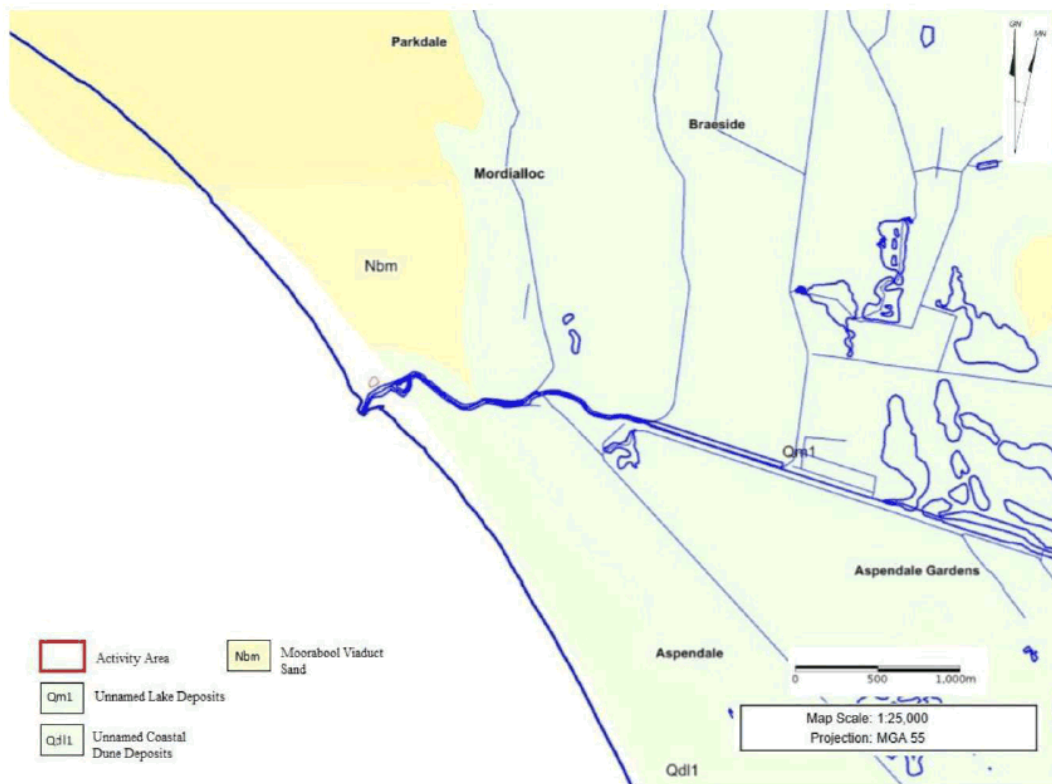 GN
MN
Parkdale
Braeside
Mordialloc
Nbm
Qm1
Aspendale Gardens
Aspendale
Qdl1
0 500 1,000m
Map Scale: 1:25,000
Projection: MGA 55
Activity Area
Nbm Moorabool Viaduct
Sand
Qm1 Unnamed Lake Deposits
Qdl1 Unnamed Coastal
Dune Deposits